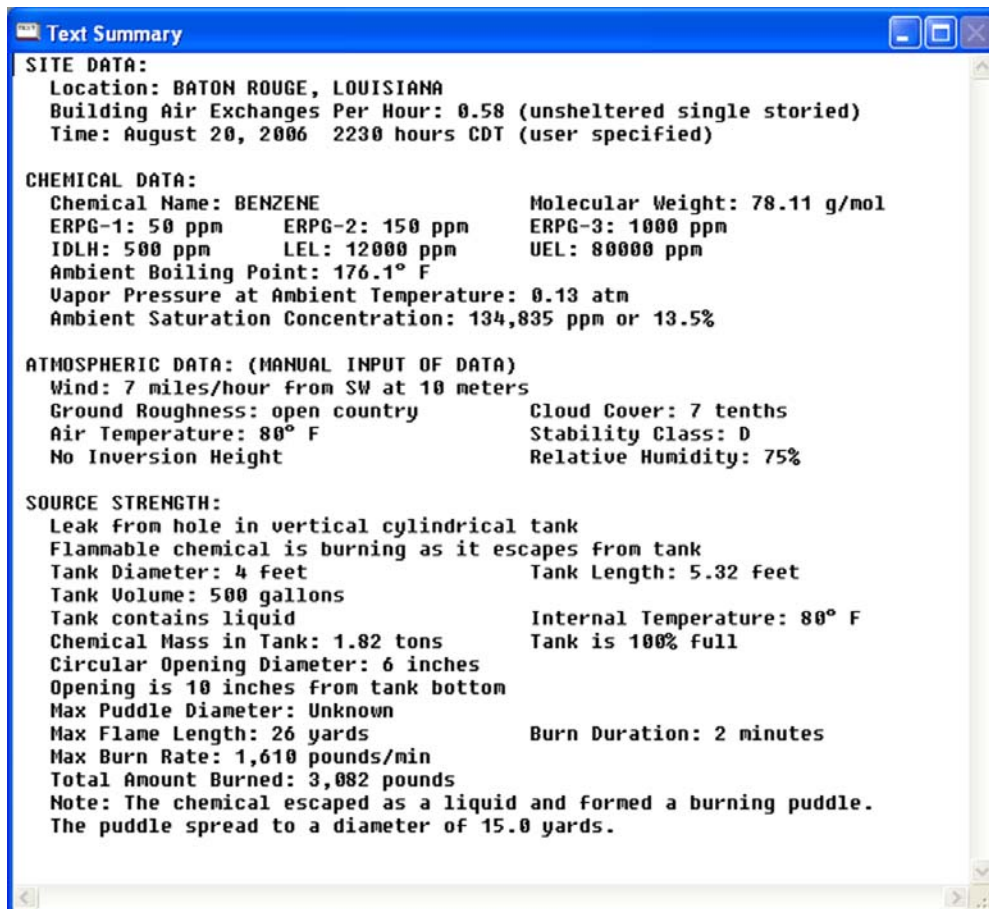 Text Summary
SITE DATA:
Location: BATON ROUGE, LOUISIANA
Building Air Exchanges Per Hour: 0.58 (unsheltered single storied)
Time: August 20, 2006 2230 hours CDT (user specified)
CHEMICAL DATA:
Chemical Name: BENZENE Molecular Weight: 78.11 g/mol
ERPG-1: 50 ppm ERPG-2: 150 ppm ERPG-3: 1000 ppm
IDLH: 500 ppm LEL: 12000 ppm UEL: 80000 ppm
Ambient Boiling Point: 176.1° F
Vapor Pressure at Ambient Temperature: 0.13 atm
Ambient Saturation Concentration: 134,835 ppm or 13.5%
ATMOSPHERIC DATA: (MANUAL INPUT OF DATA)
Wind: 7 miles/hour from SW at 10 meters
Ground Roughness: open country Cloud Cover: 7 tenths
Air Temperature: 80° F Stability Class: D
No Inversion Height Relative Humidity: 75%
SOURCE STRENGTH:
Leak from hole in vertical cylindrical tank
Flammable chemical is burning as it escapes from tank
Tank Diameter: 4 feet Tank Length: 5.32 feet
Tank Volume: 500 gallons
Tank contains liquid Internal Temperature: 80° F
Chemical Mass in Tank: 1.82 tons Tank is 100% full
Circular Opening Diameter: 6 inches
Opening is 10 inches from tank bottom
Max Puddle Diameter: Unknown
Max Flame Length: 26 yards Burn Duration: 2 minutes
Max Burn Rate: 1,610 pounds/min
Total Amount Burned: 3,082 pounds
Note: The chemical escaped as a liquid and formed a burning puddle.
The puddle spread to a diameter of 15.0 yards.